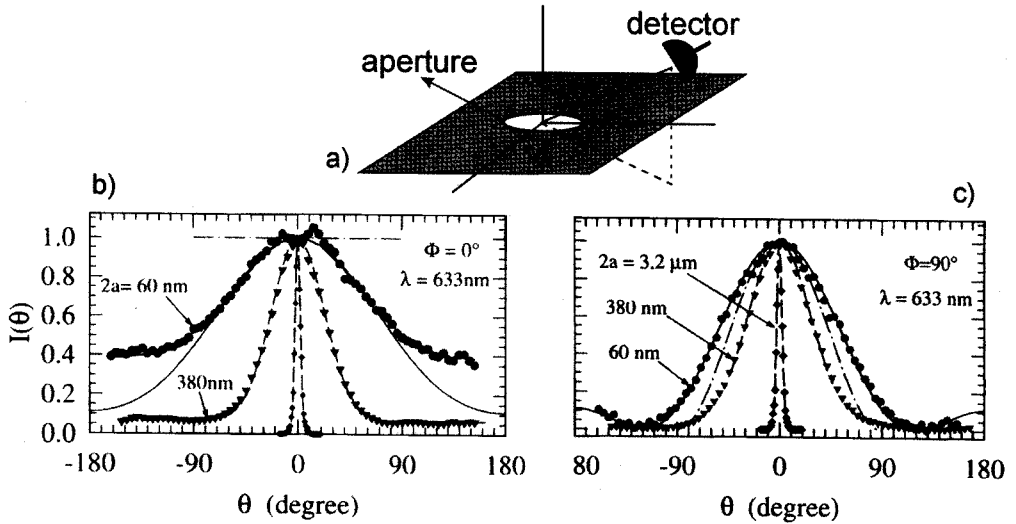 detector
aperture
a)
b)
c)
1.0
0.8
0.6
0.4
0.2
0.0
I(θ)
2a= 60 nm
380nm
Φ = 0°
λ = 633nm
-180 -90 0 90 180
θ (degree)
2a = 3.2 µm
380 nm
60 nm
Φ=90°
λ = 633 nm
80 -90 0 90 180
θ (degree)